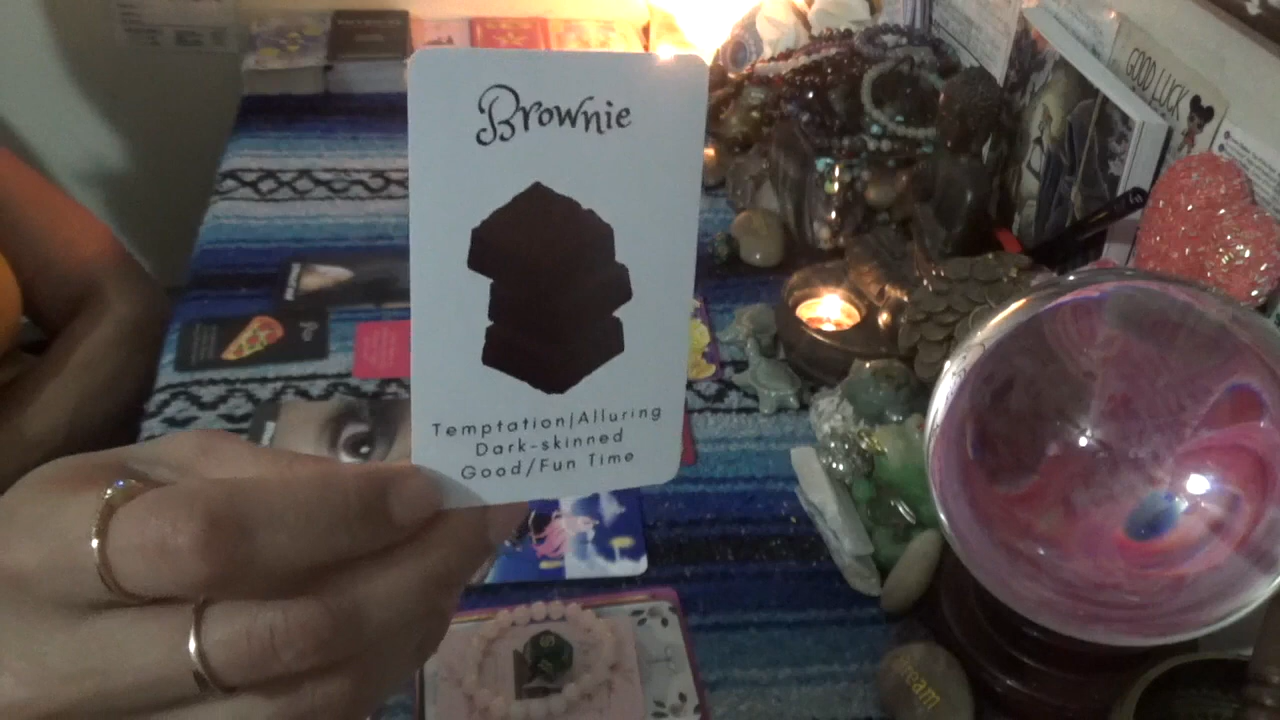 Brownie
Temptation/Alluring
Dark-skinned
Good/Fun Time
GOOD LUCK
Dream